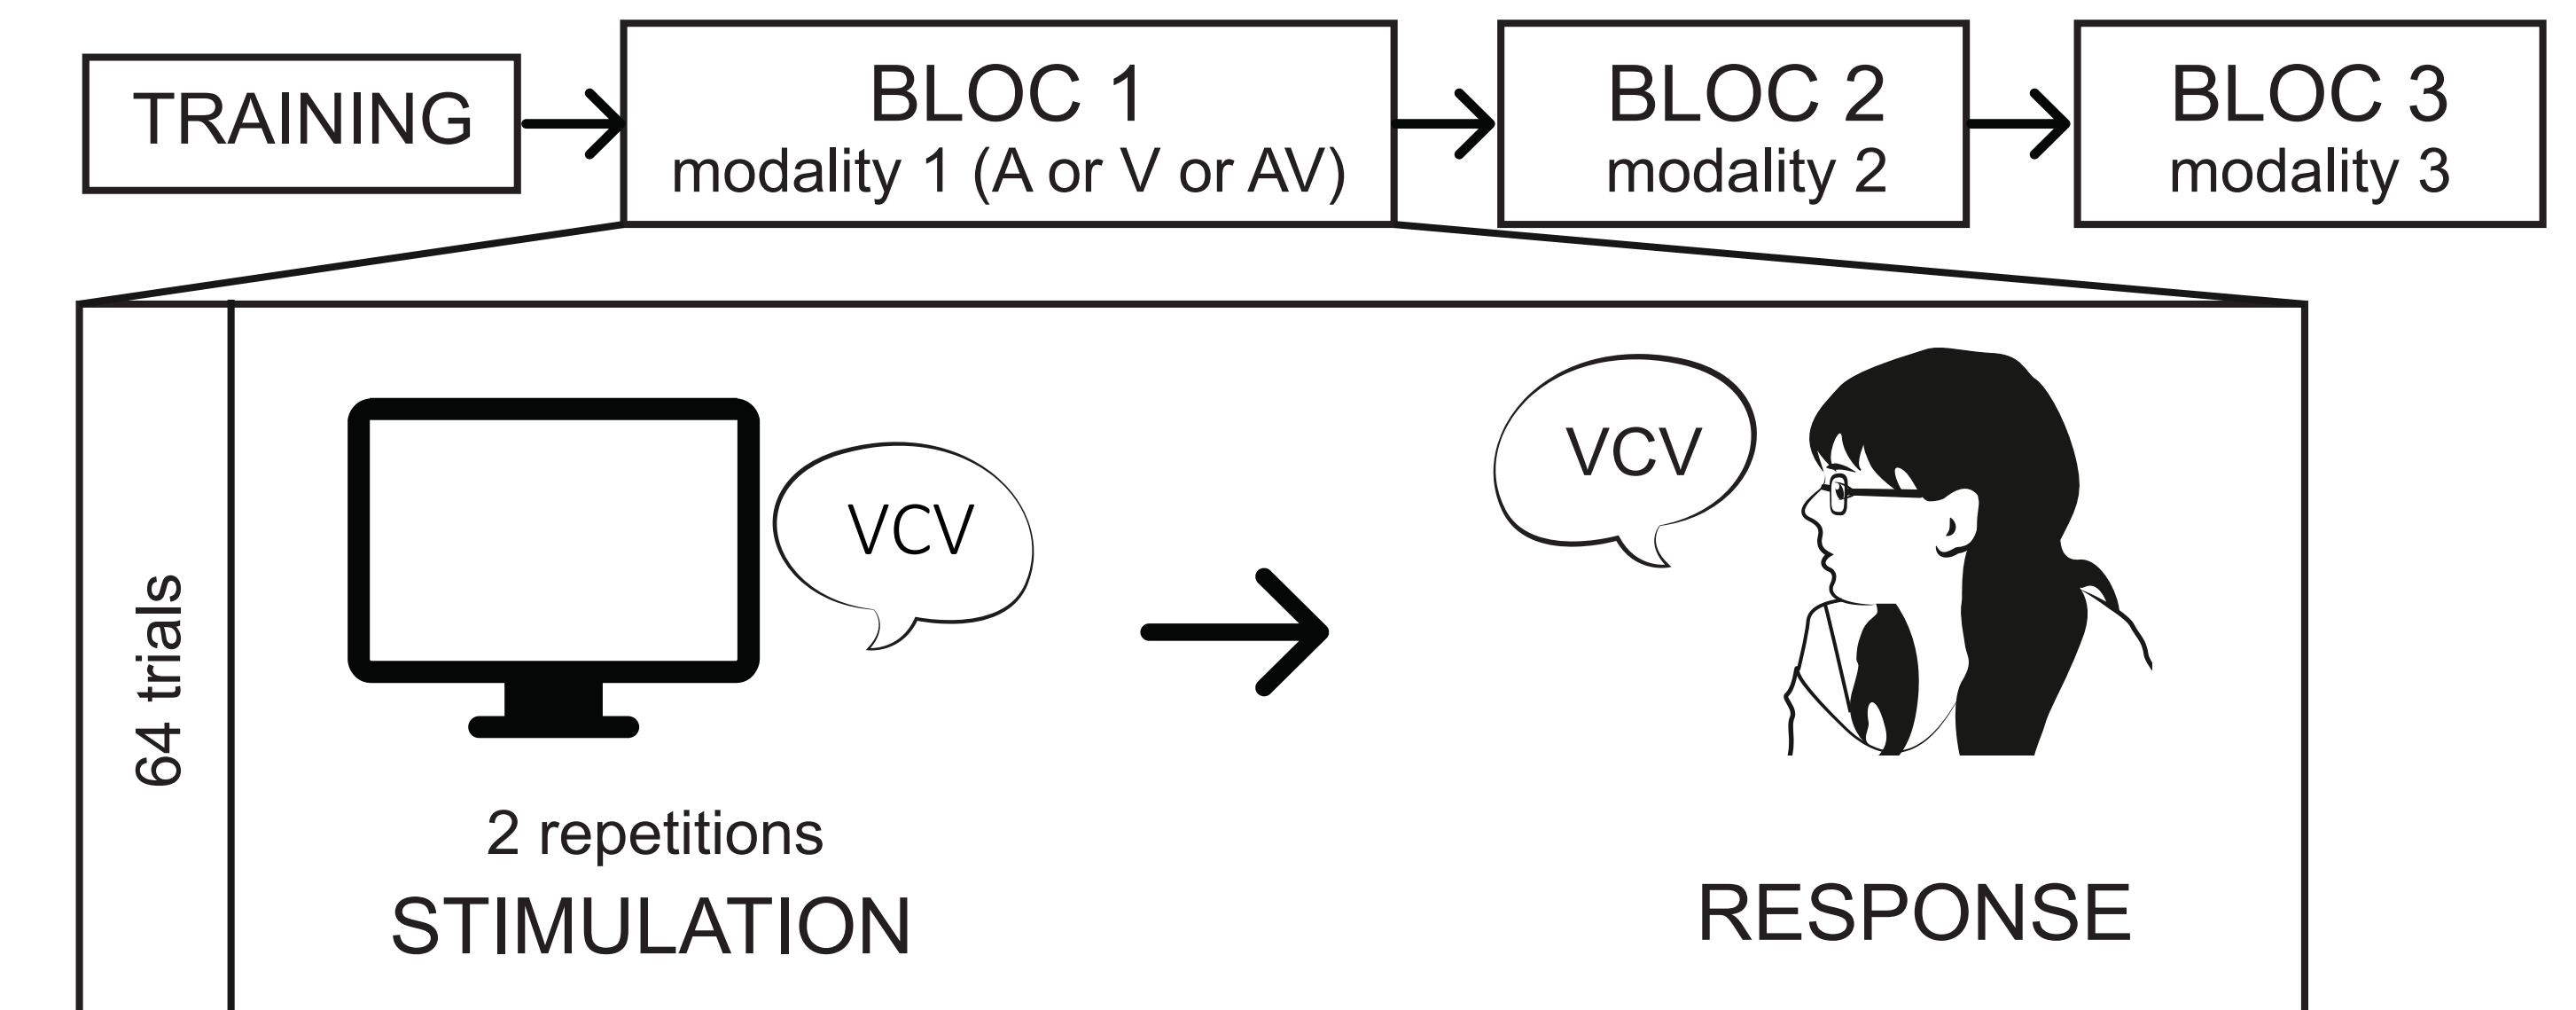 TRAINING
BLOC 1
modality 1 (A or V or AV)
BLOC 2
modality 2
BLOC 3
modality 3
64 trials
VCV
2 repetitions
STIMULATION
VCV
RESPONSE